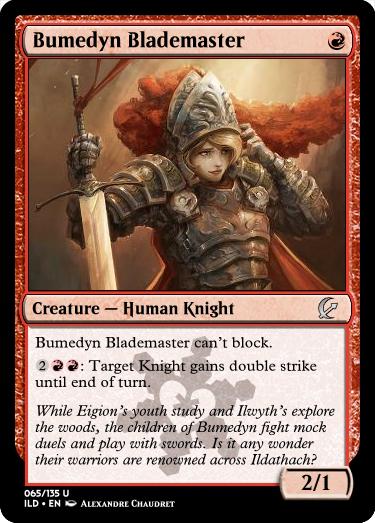 Bumedyn Blademaster
Creature — Human Knight
Bumedyn Blademaster can't block.
2: Target Knight gains double strike
until end of turn.
While Eigion's youth study and Ilwyth's explore
the woods, the children of Bumedyn fight mock
duels and play with swords. Is it any wonder
their warriors are renowned across Ildathach?
2/1
065/135 U
ILD • EN Alexandre Chaudret